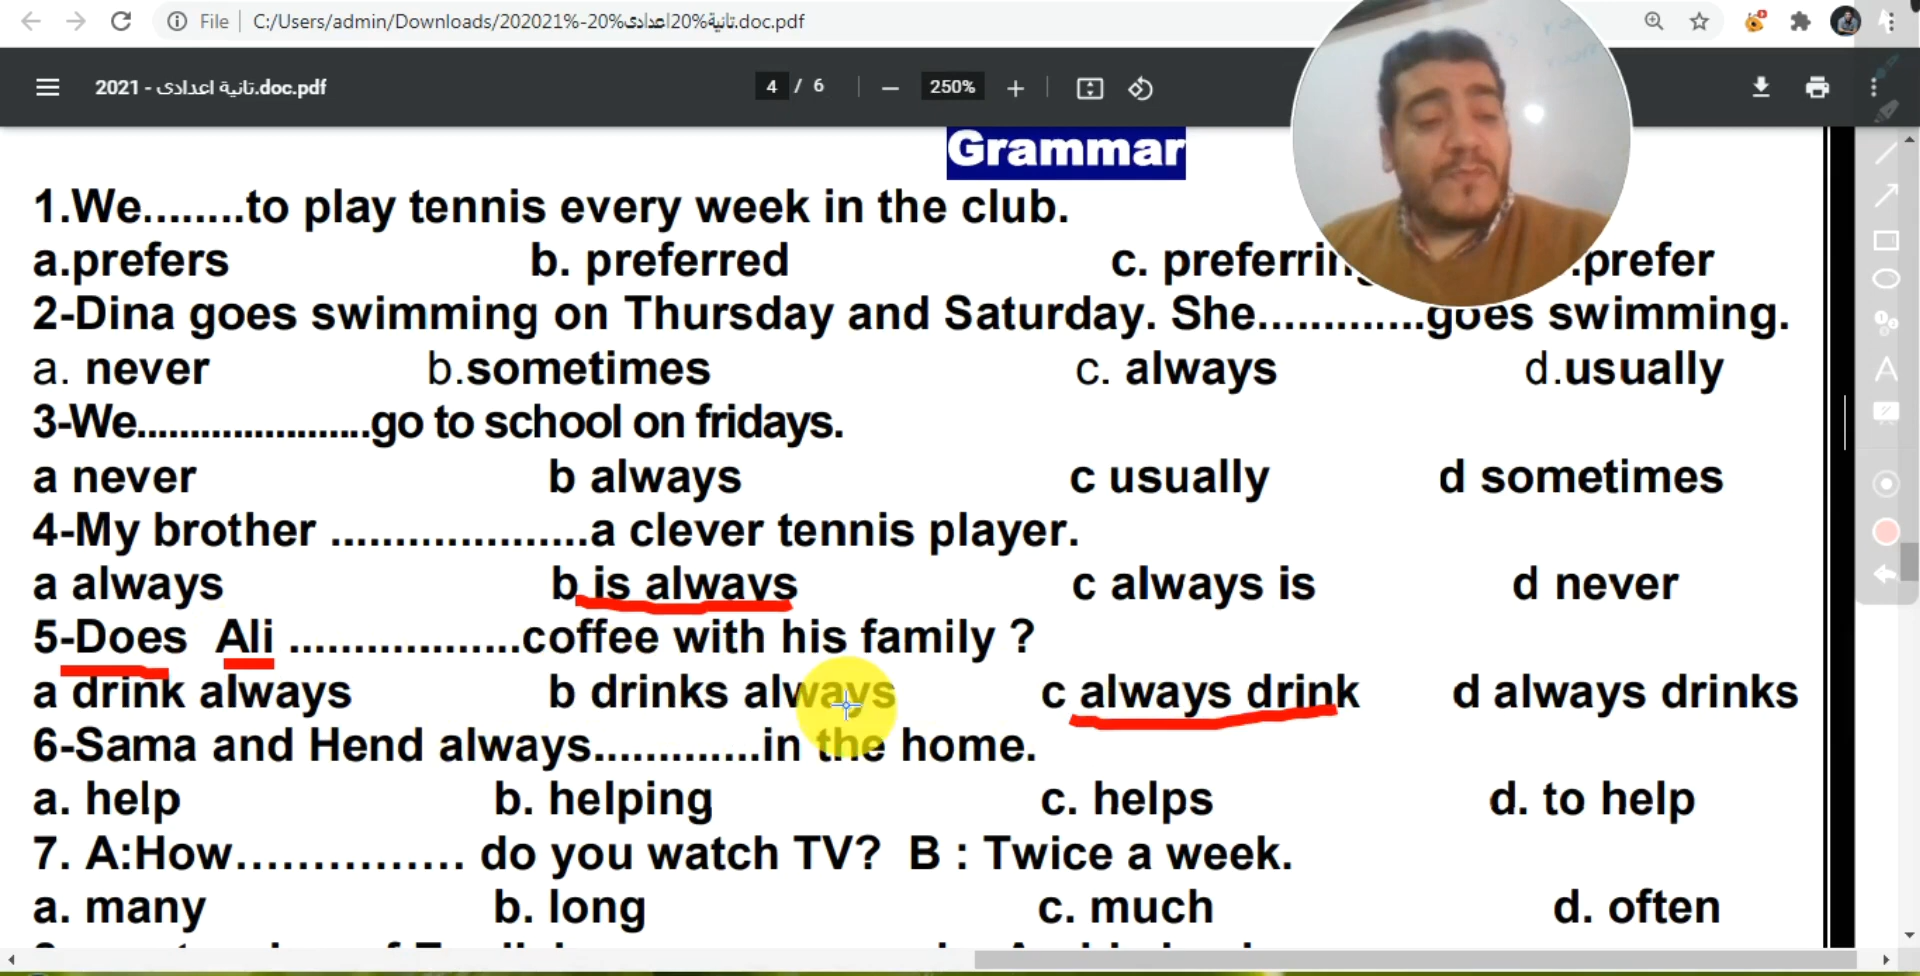 File | C:/Users/admin/Downloads/202021%-20%اعدادى20%تانية.doc.pdf
2021 - تانية اعدادى.doc.pdf
4 / 6
250%
Grammar
1.We........to play tennis every week in the club.
a.prefers b. preferred c. preferrin .prefer
2-Dina goes swimming on Thursday and Saturday. She.............goes swimming.
a. never b.sometimes c. always d.usually
3-We......................go to school on fridays.
a never b always c usually d sometimes
4-My brother ....................a clever tennis player.
a always b is always c always is d never
5-Does Ali ..................coffee with his family ?
a drink always b drinks always c always drink d always drinks
6-Sama and Hend always.............in the home.
a. help b. helping c. helps d. to help
7. A:How............... do you watch TV? B : Twice a week.
a. many b. long c. much d. often